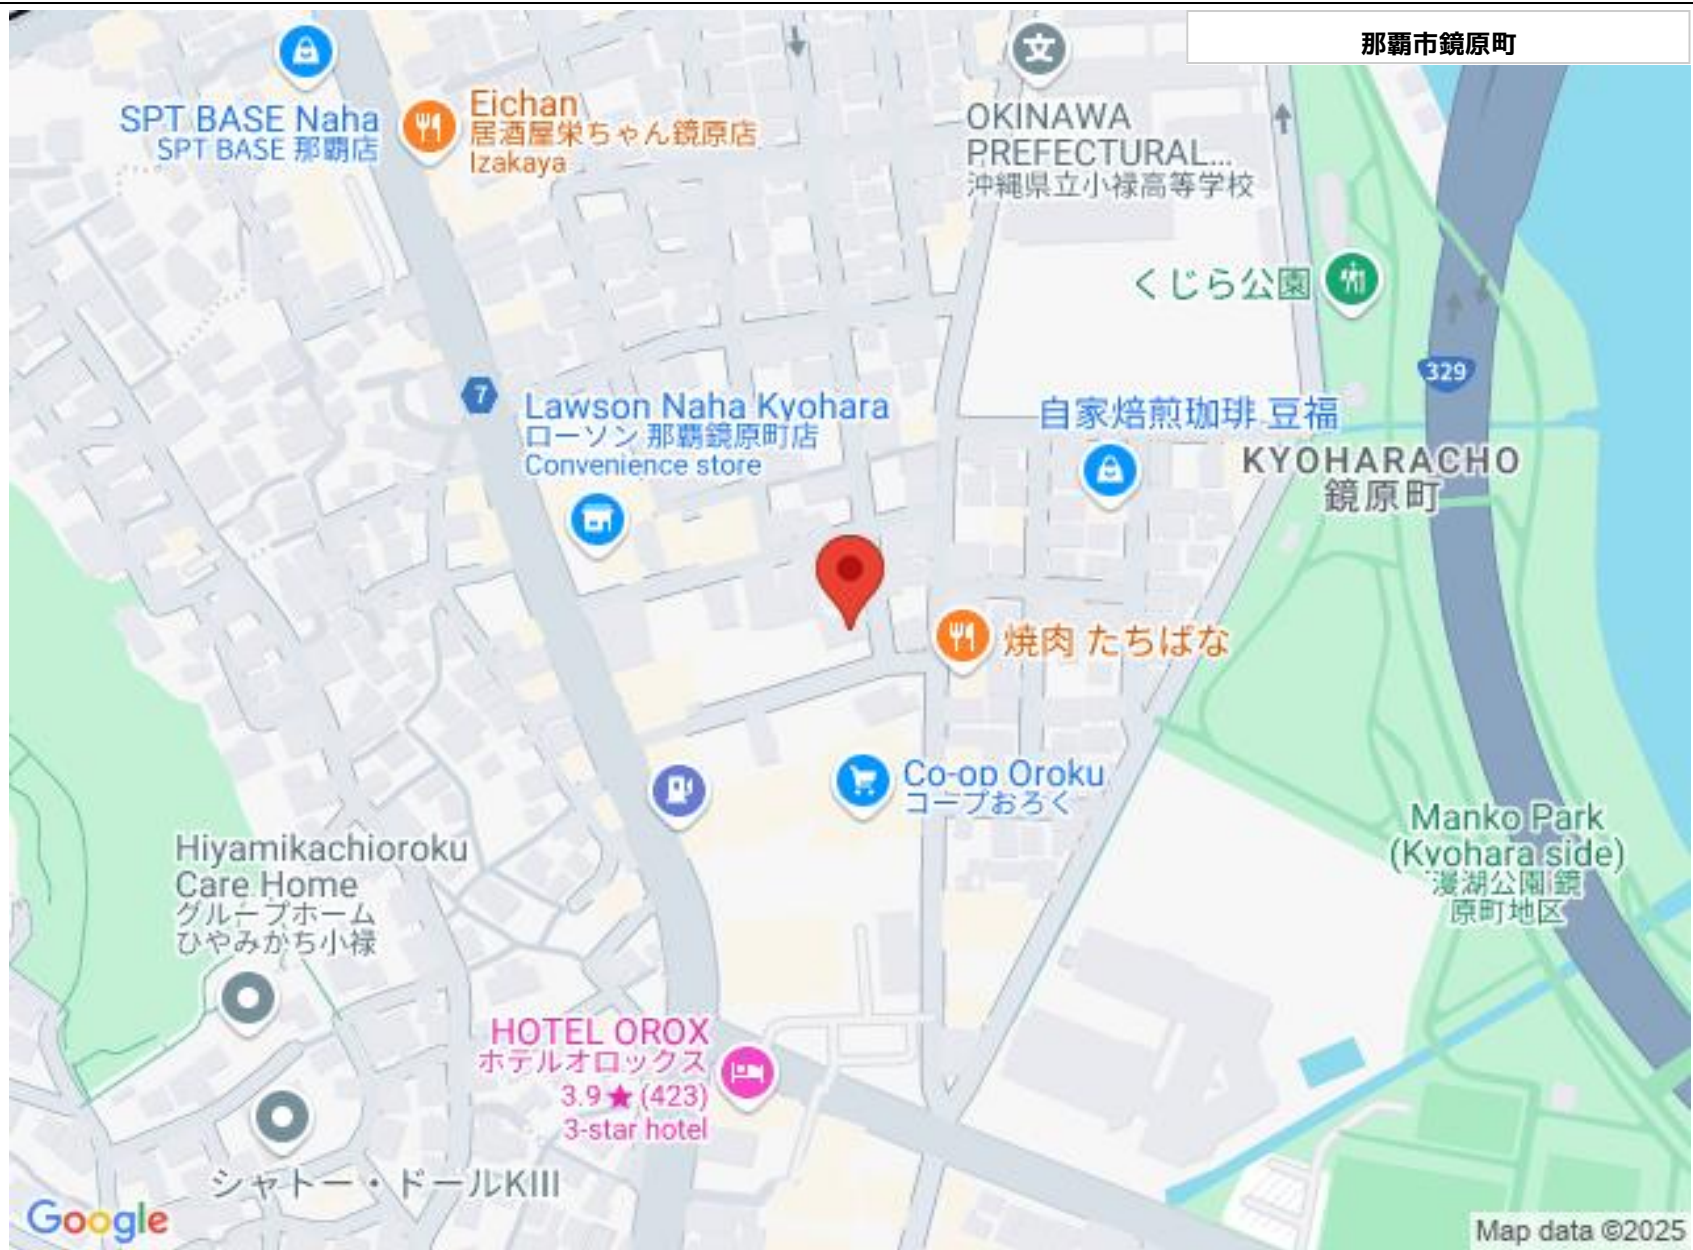 那覇市鏡原町
SPT BASE Naha
SPT BASE 那覇店
Eichan
居酒屋栄ちゃん鏡原店
Izakaya
文
OKINAWA
PREFECTURAL...
沖縄県立小禄高等学校
くじら公園
329
7
Lawson Naha Kyohara
ローソン 那覇鏡原町店
Convenience store
自家焙煎珈琲 豆福
KYOHARACHO
鏡原町
焼肉 たちばな
Co-op Oroku
コープおろく
Manko Park
(Kyohara side)
漫湖公園 鏡
原町地区
Hiyamikachioroku
Care Home
グループホーム
ひやみかち小禄
HOTEL OROX
ホテルオロックス
3.9★(423)
3-star hotel
シャトー・ドールKIII
Google
Map data ©2025